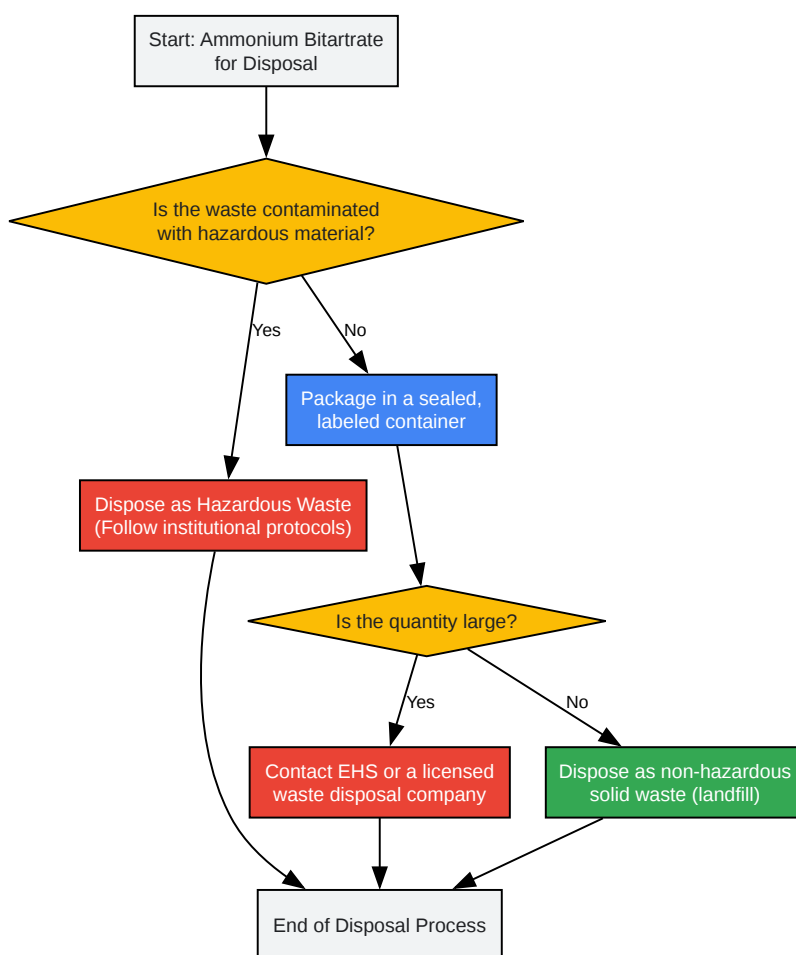 Start: Ammonium Bitartrate
for Disposal
Is the waste contaminated
with hazardous material?
Yes
No
Package in a sealed,
labeled container
Dispose as Hazardous Waste
(Follow institutional protocols)
Is the quantity large?
Yes
No
Contact EHS or a licensed
waste disposal company
Dispose as non-hazardous
solid waste (landfill)
End of Disposal Process